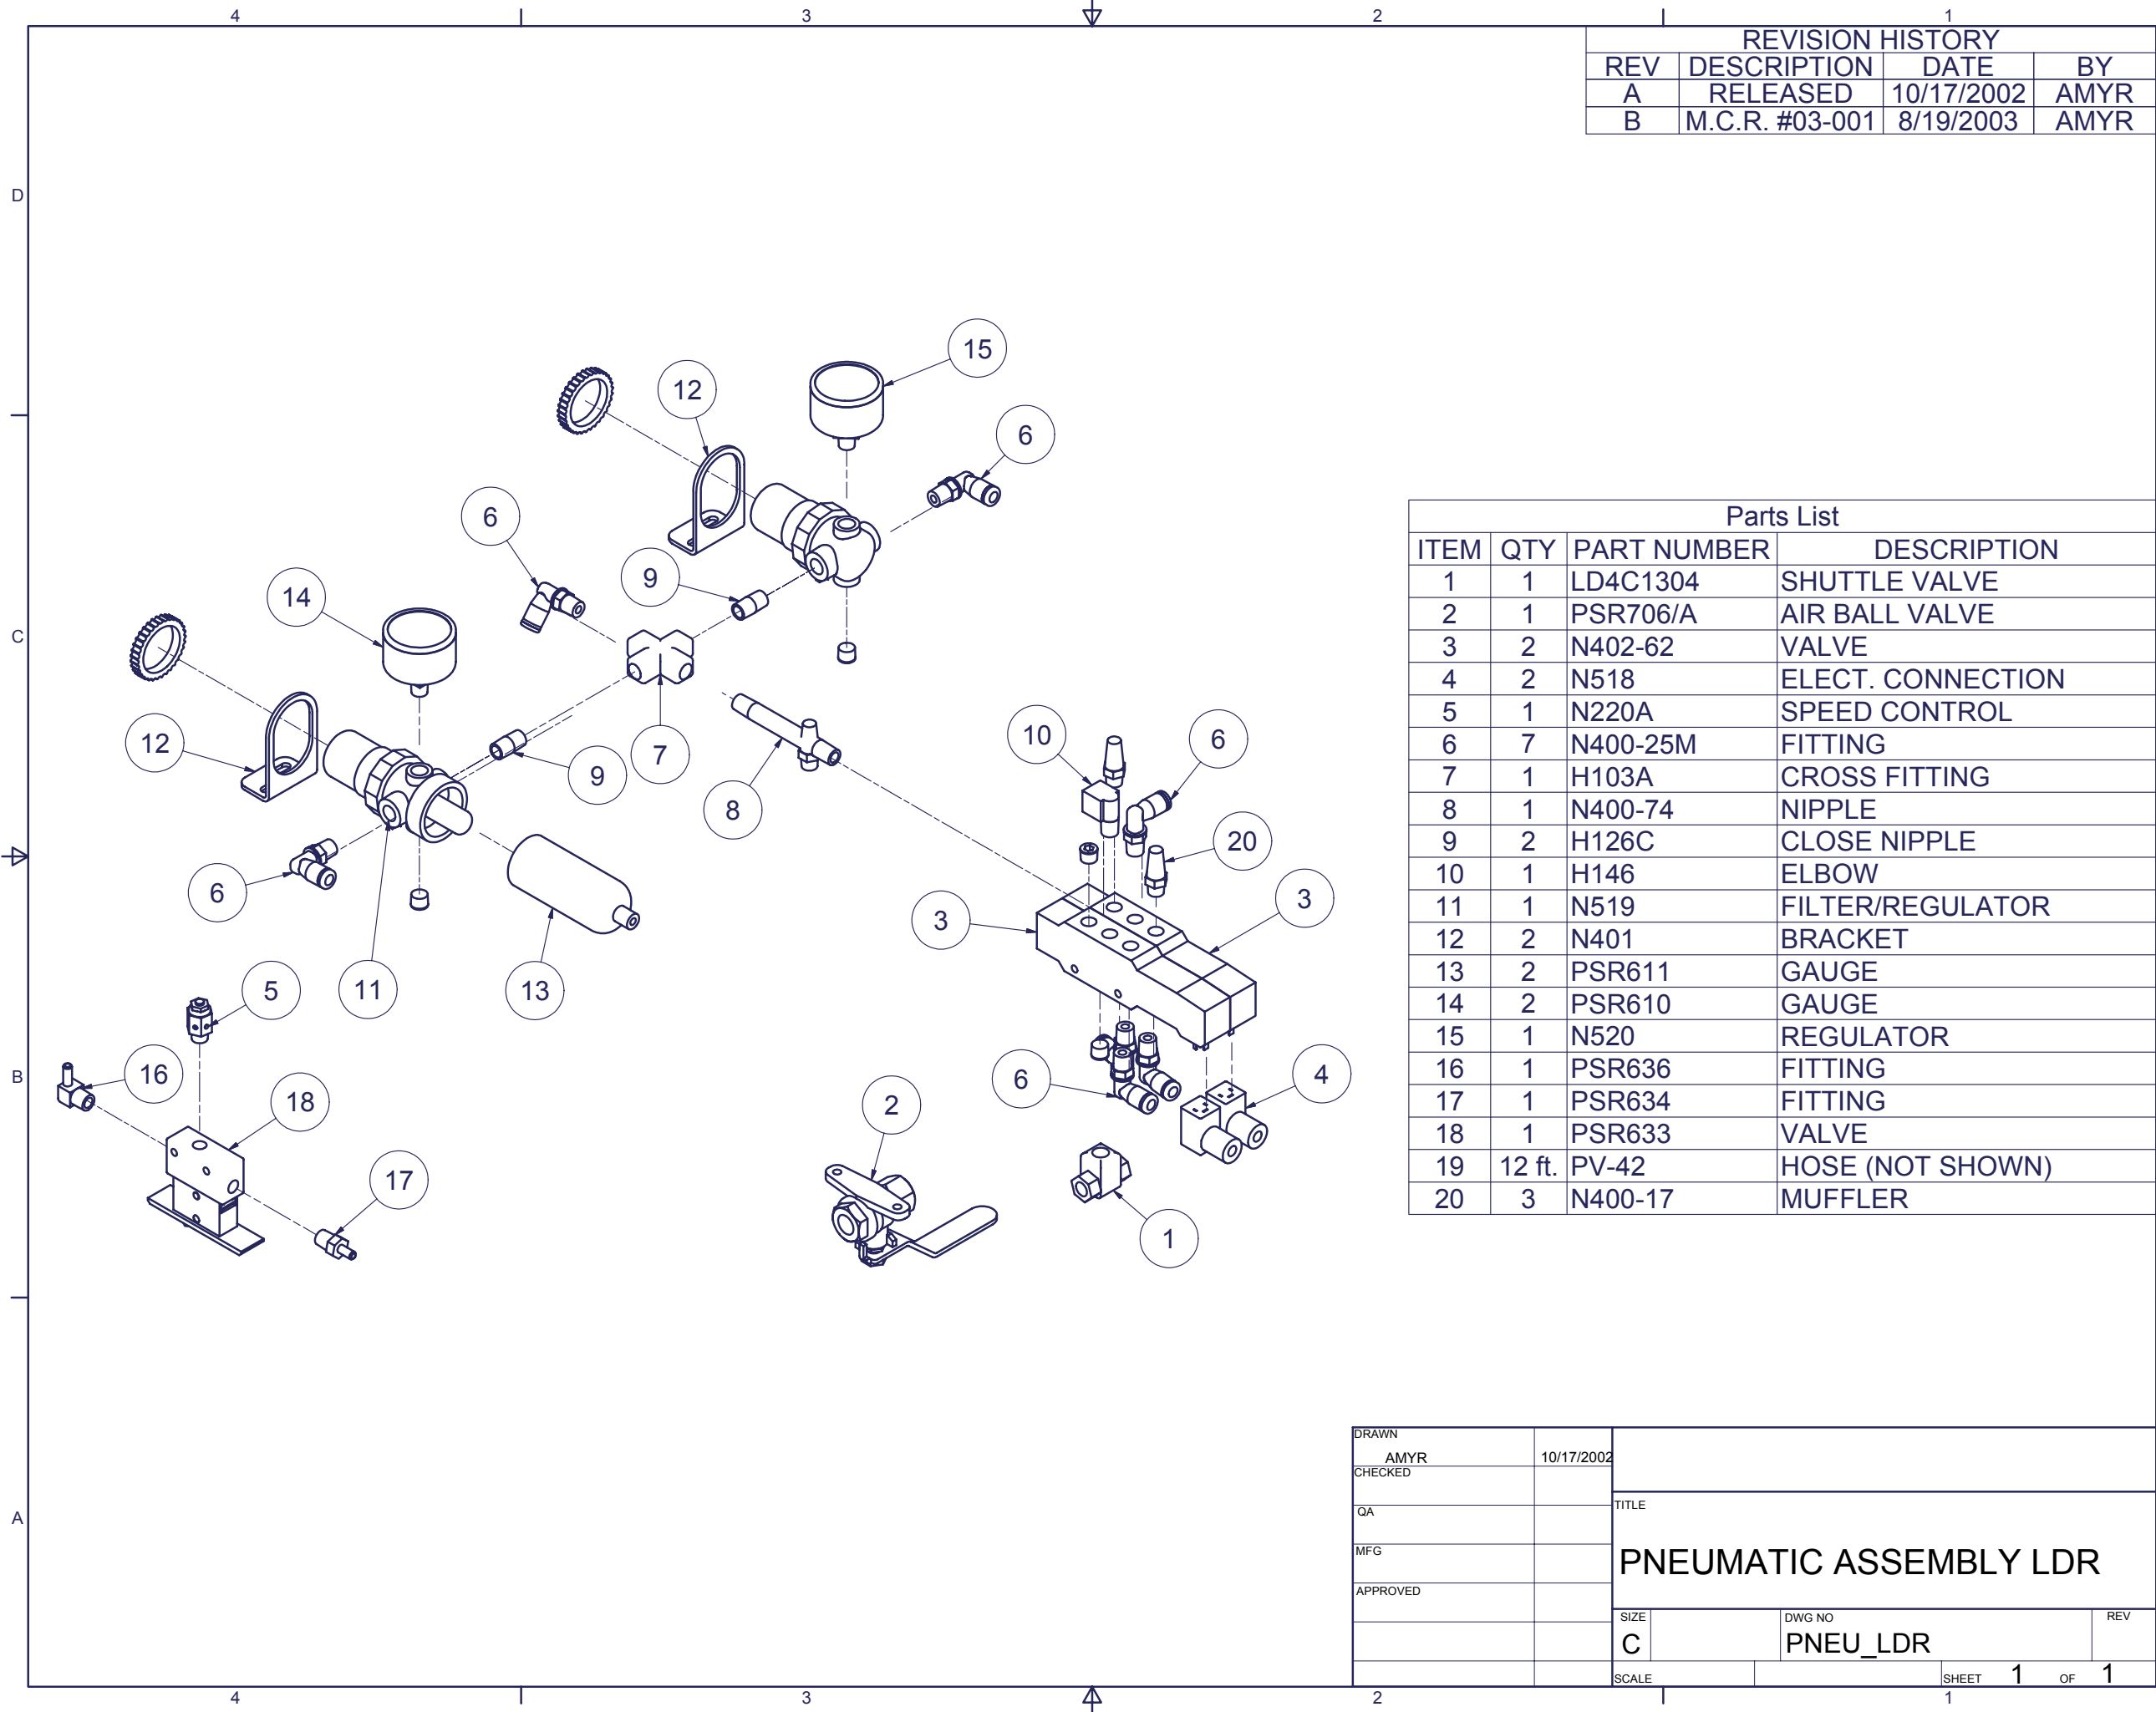 4 3 2 1
REVISION HISTORY
REV DESCRIPTION DATE BY
A RELEASED 10/17/2002 AMYR
B M.C.R. #03-001 8/19/2003 AMYR
D
C
B
A
15
12
6
6
9
14
12
9
7
8
10
6
20
6
3
3
11
13
5
16
18
17
2
6
4
1
Parts List
ITEM QTY PART NUMBER DESCRIPTION
1 1 LD4C1304 SHUTTLE VALVE
2 1 PSR706/A AIR BALL VALVE
3 2 N402-62 VALVE
4 2 N518 ELECT. CONNECTION
5 1 N220A SPEED CONTROL
6 7 N400-25M FITTING
7 1 H103A CROSS FITTING
8 1 N400-74 NIPPLE
9 2 H126C CLOSE NIPPLE
10 1 H146 ELBOW
11 1 N519 FILTER/REGULATOR
12 2 N401 BRACKET
13 2 PSR611 GAUGE
14 2 PSR610 GAUGE
15 1 N520 REGULATOR
16 1 PSR636 FITTING
17 1 PSR634 FITTING
18 1 PSR633 VALVE
19 12 ft. PV-42 HOSE (NOT SHOWN)
20 3 N400-17 MUFFLER
DRAWN
AMYR 10/17/2002
CHECKED
QA
MFG
APPROVED
TITLE
PNEUMATIC ASSEMBLY LDR
SIZE DWG NO REV
C PNEU_LDR
SCALE SHEET 1 OF 1
4 3 2 1